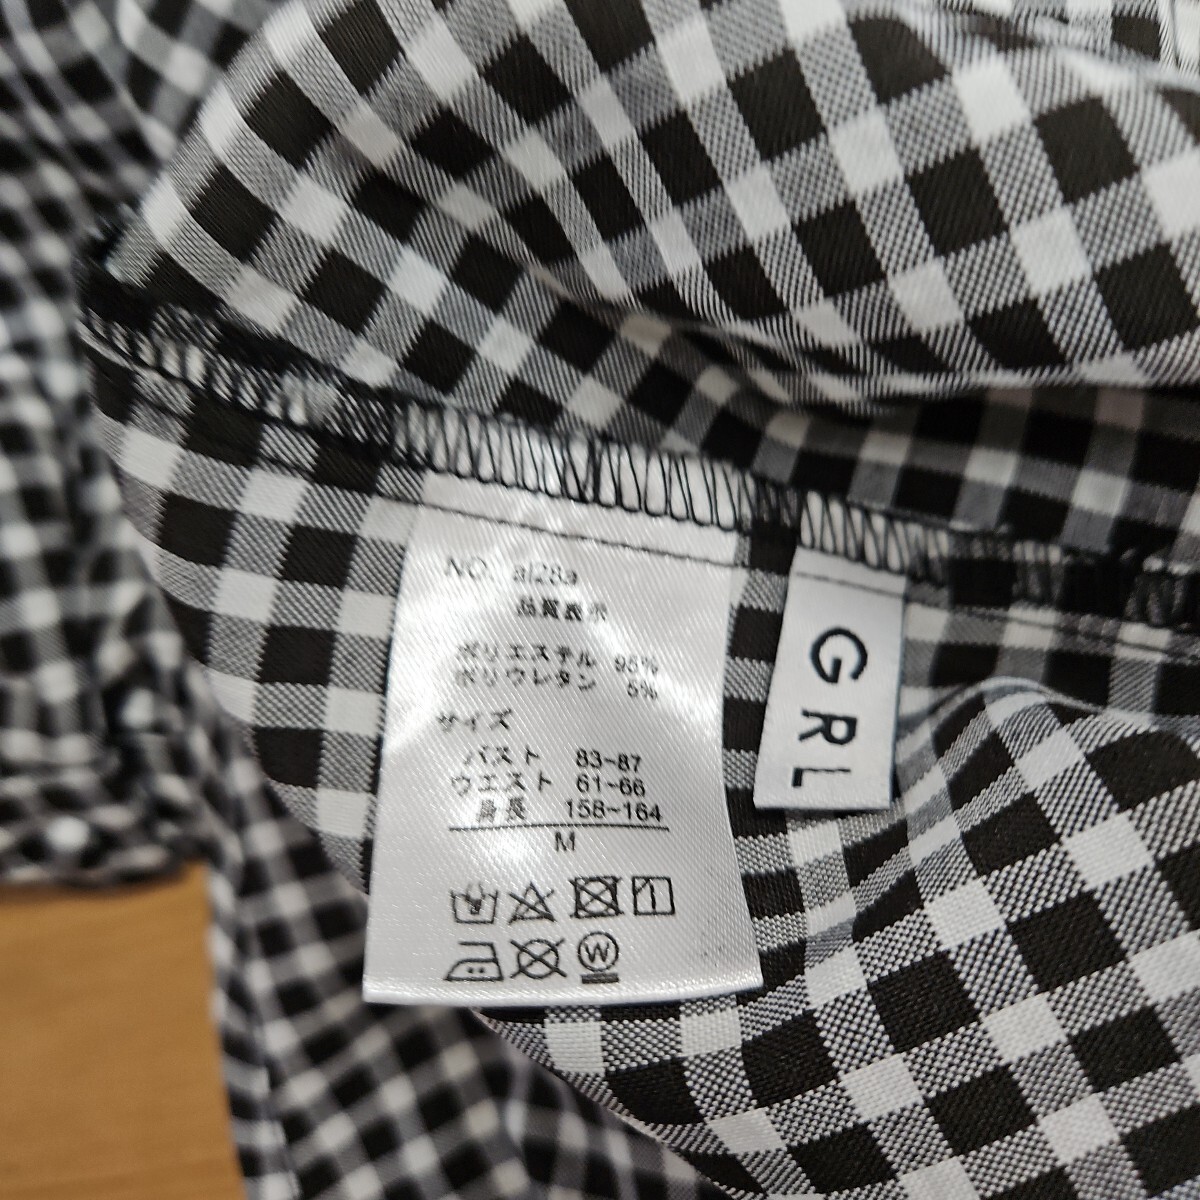 NO. al28a
品質表示
ポリエステル 95%
ポリウレタン 5%
サイズ
バスト 83~87
ウエスト 61~66
身長 158~164
M
W
GRL